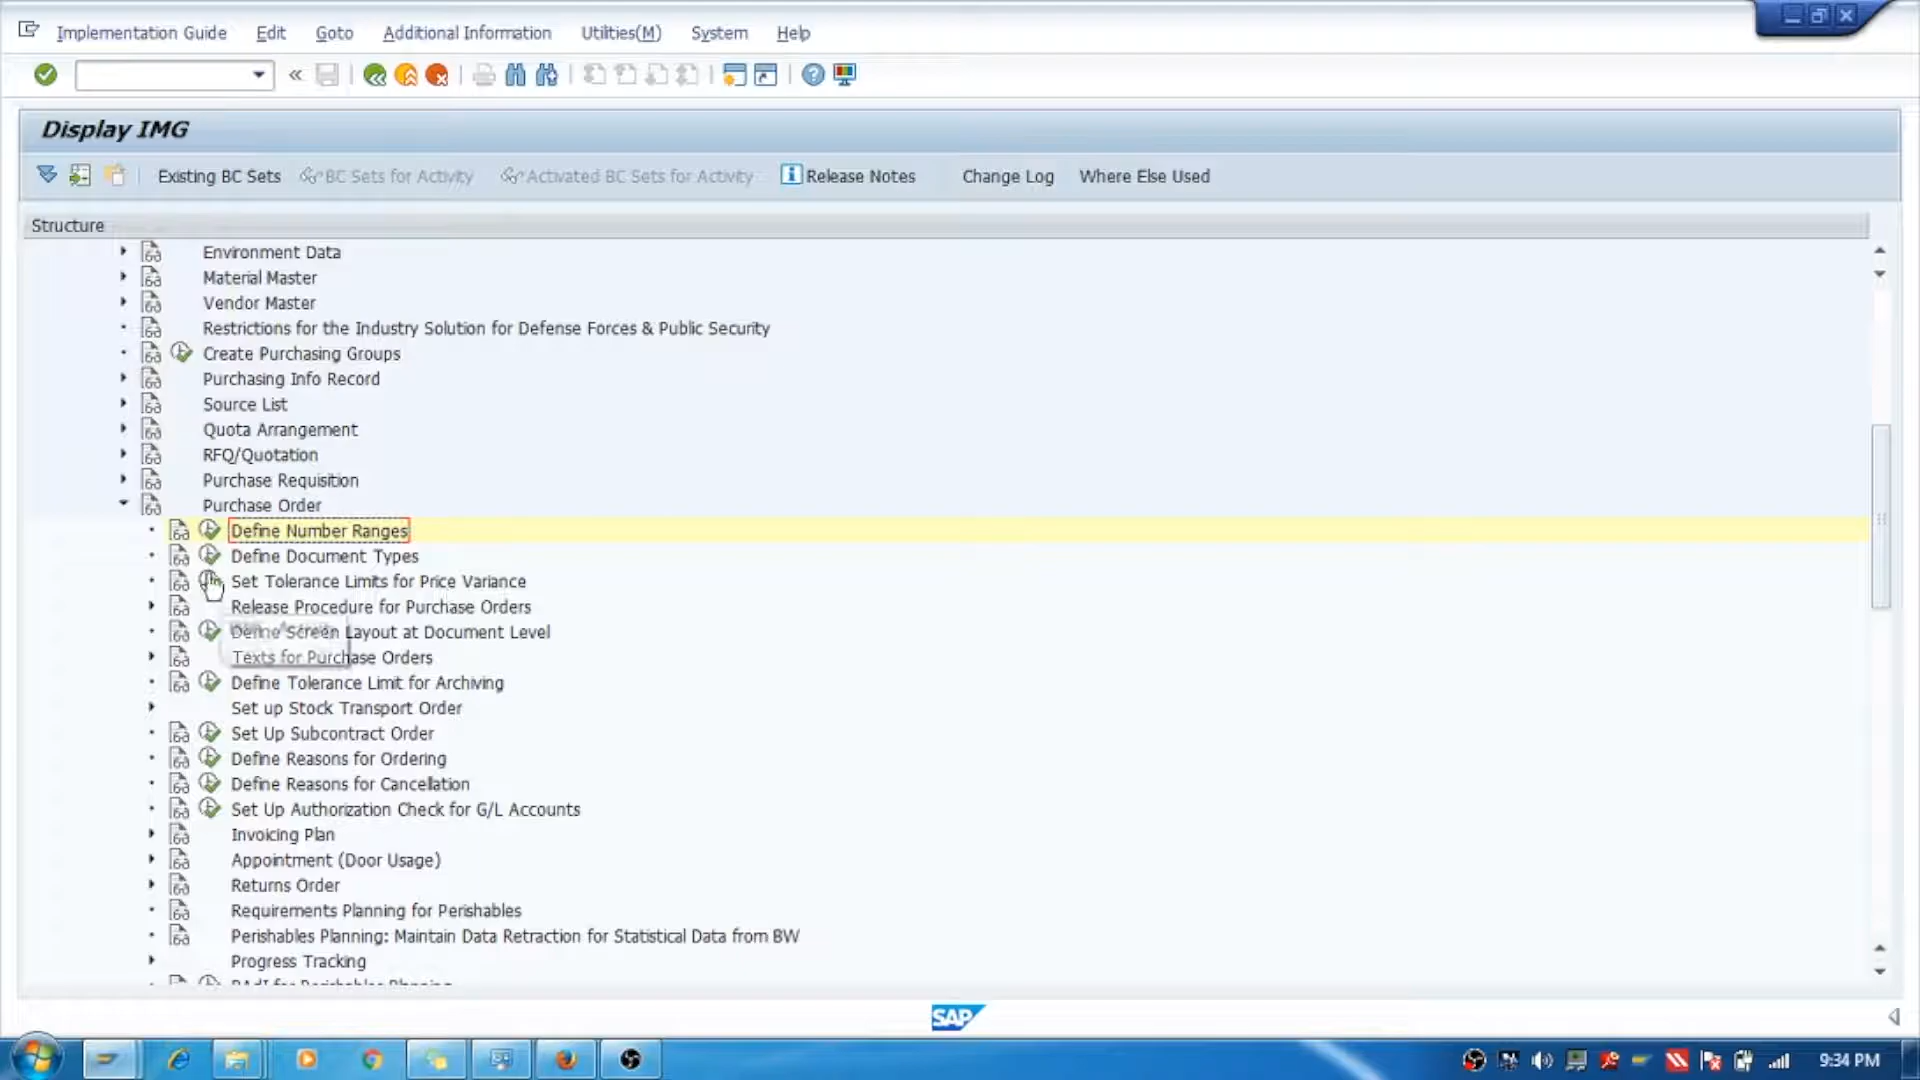 Implementation Guide Edit Goto Additional Information Utilities(M) System Help
Display IMG
Existing BC Sets BC Sets for Activity Activated BC Sets for Activity Release Notes Change Log Where Else Used
Structure
Environment Data
Material Master
Vendor Master
Restrictions for the Industry Solution for Defense Forces & Public Security
Create Purchasing Groups
Purchasing Info Record
Source List
Quota Arrangement
RFQ/Quotation
Purchase Requisition
Purchase Order
Define Number Ranges
Define Document Types
Set Tolerance Limits for Price Variance
Release Procedure for Purchase Orders
Define Screen Layout at Document Level
Texts for Purchase Orders
Define Tolerance Limit for Archiving
Set up Stock Transport Order
Set Up Subcontract Order
Define Reasons for Ordering
Define Reasons for Cancellation
Set Up Authorization Check for G/L Accounts
Invoicing Plan
Appointment (Door Usage)
Returns Order
Requirements Planning for Perishables
Perishables Planning: Maintain Data Retraction for Statistical Data from BW
Progress Tracking
BAdI for Perishables Planning
SAP
9:34 PM